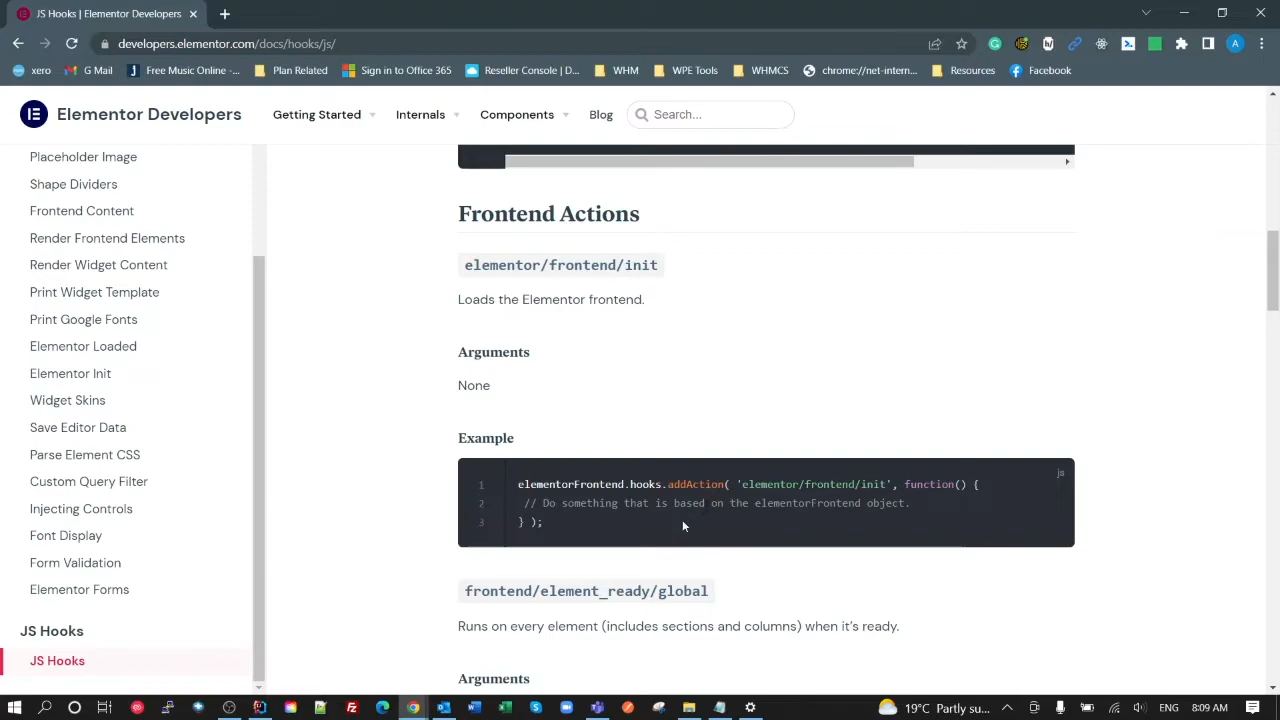 JS Hooks | Elementor Developers
developers.elementor.com/docs/hooks/js/
xero
G Mail
Free Music Online -...
Plan Related
Sign in to Office 365
Reseller Console | D...
WHM
WPE Tools
WHMCS
chrome://net-intern...
Resources
Facebook
Elementor Developers
Getting Started
Internals
Components
Blog
Search...
Placeholder Image
Shape Dividers
Frontend Content
Render Frontend Elements
Render Widget Content
Print Widget Template
Print Google Fonts
Elementor Loaded
Elementor Init
Widget Skins
Save Editor Data
Parse Element CSS
Custom Query Filter
Injecting Controls
Font Display
Form Validation
Elementor Forms
JS Hooks
JS Hooks
Frontend Actions
elementor/frontend/init
Loads the Elementor frontend.
Arguments
None
Example
js
1 elementorFrontend.hooks.addAction( 'elementor/frontend/init', function() {
2 // Do something that is based on the elementorFrontend object.
3 } );
frontend/element_ready/global
Runs on every element (includes sections and columns) when it's ready.
Arguments
19°C Partly su...
ENG
8:09 AM